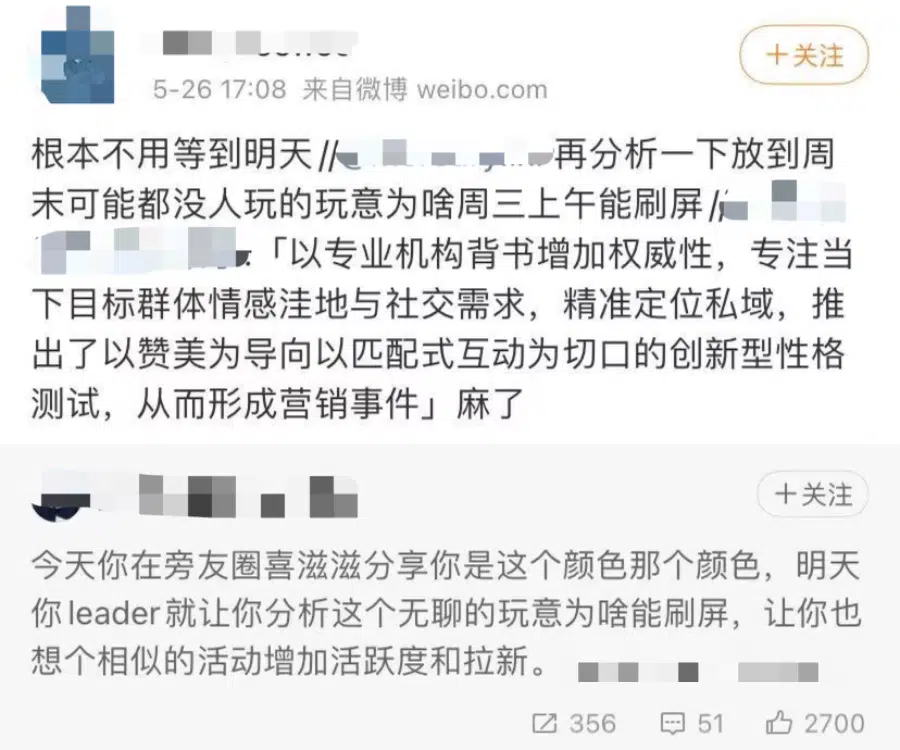 +关注
5-26 17:08 来自微博 weibo.com
根本不用等到明天// 再分析一下放到周
末可能都没人玩的玩意为啥周三上午能刷屏//
:「以专业机构背书增加权威性，专注当
下目标群体情感洼地与社交需求，精准定位私域，推
出了以赞美为导向以匹配式互动为切口的创新型性格
测试，从而形成营销事件」麻了
+关注
今天你在旁友圈喜滋滋分享你是这个颜色那个颜色，明天
你leader就让你分析这个无聊的玩意为啥能刷屏，让你也
想个相似的活动增加活跃度和拉新。
356 51 2700